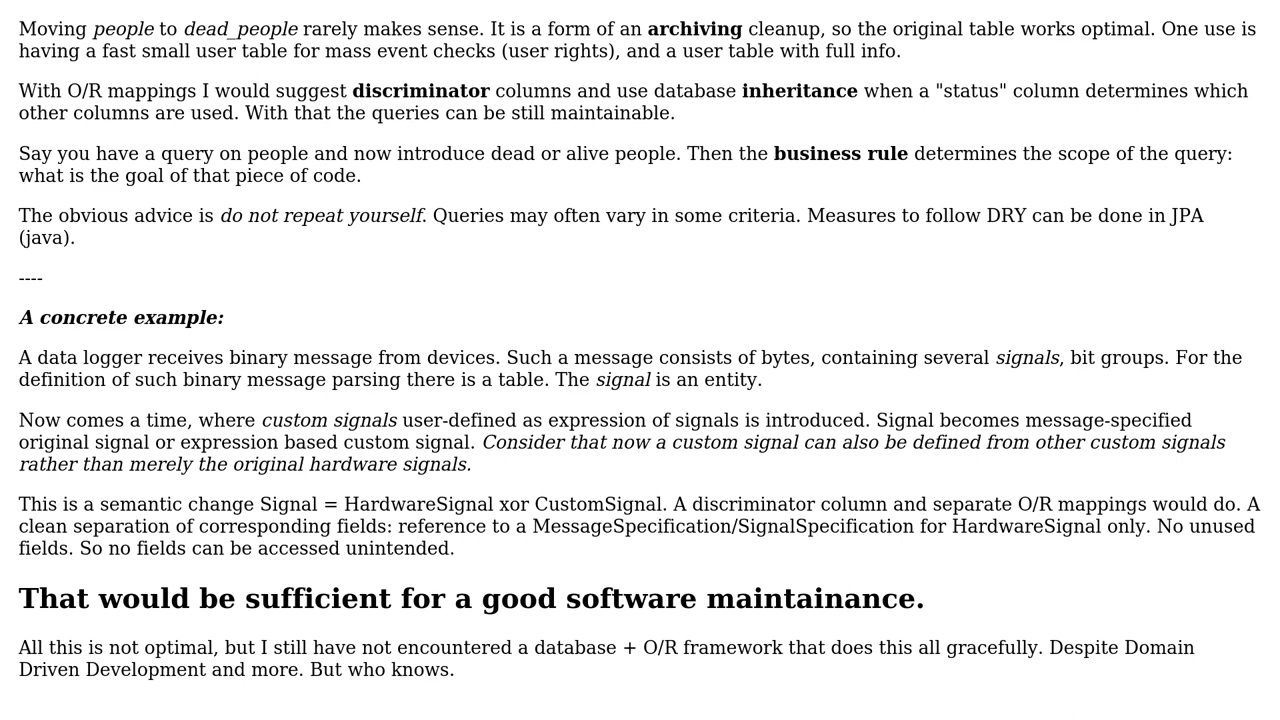 Moving people to dead_people rarely makes sense. It is a form of an archiving cleanup, so the original table works optimal. One use is
having a fast small user table for mass event checks (user rights), and a user table with full info.
With O/R mappings I would suggest discriminator columns and use database inheritance when a "status" column determines which
other columns are used. With that the queries can be still maintainable.
Say you have a query on people and now introduce dead or alive people. Then the business rule determines the scope of the query:
what is the goal of that piece of code.
The obvious advice is do not repeat yourself. Queries may often vary in some criteria. Measures to follow DRY can be done in JPA
(java).
----
A concrete example:
A data logger receives binary message from devices. Such a message consists of bytes, containing several signals, bit groups. For the
definition of such binary message parsing there is a table. The signal is an entity.
Now comes a time, where custom signals user-defined as expression of signals is introduced. Signal becomes message-specified
original signal or expression based custom signal. Consider that now a custom signal can also be defined from other custom signals
rather than merely the original hardware signals.
This is a semantic change Signal = HardwareSignal xor CustomSignal. A discriminator column and separate O/R mappings would do. A
clean separation of corresponding fields: reference to a MessageSpecification/SignalSpecification for HardwareSignal only. No unused
fields. So no fields can be accessed unintended.
That would be sufficient for a good software maintainance.
All this is not optimal, but I still have not encountered a database + O/R framework that does this all gracefully. Despite Domain
Driven Development and more. But who knows.